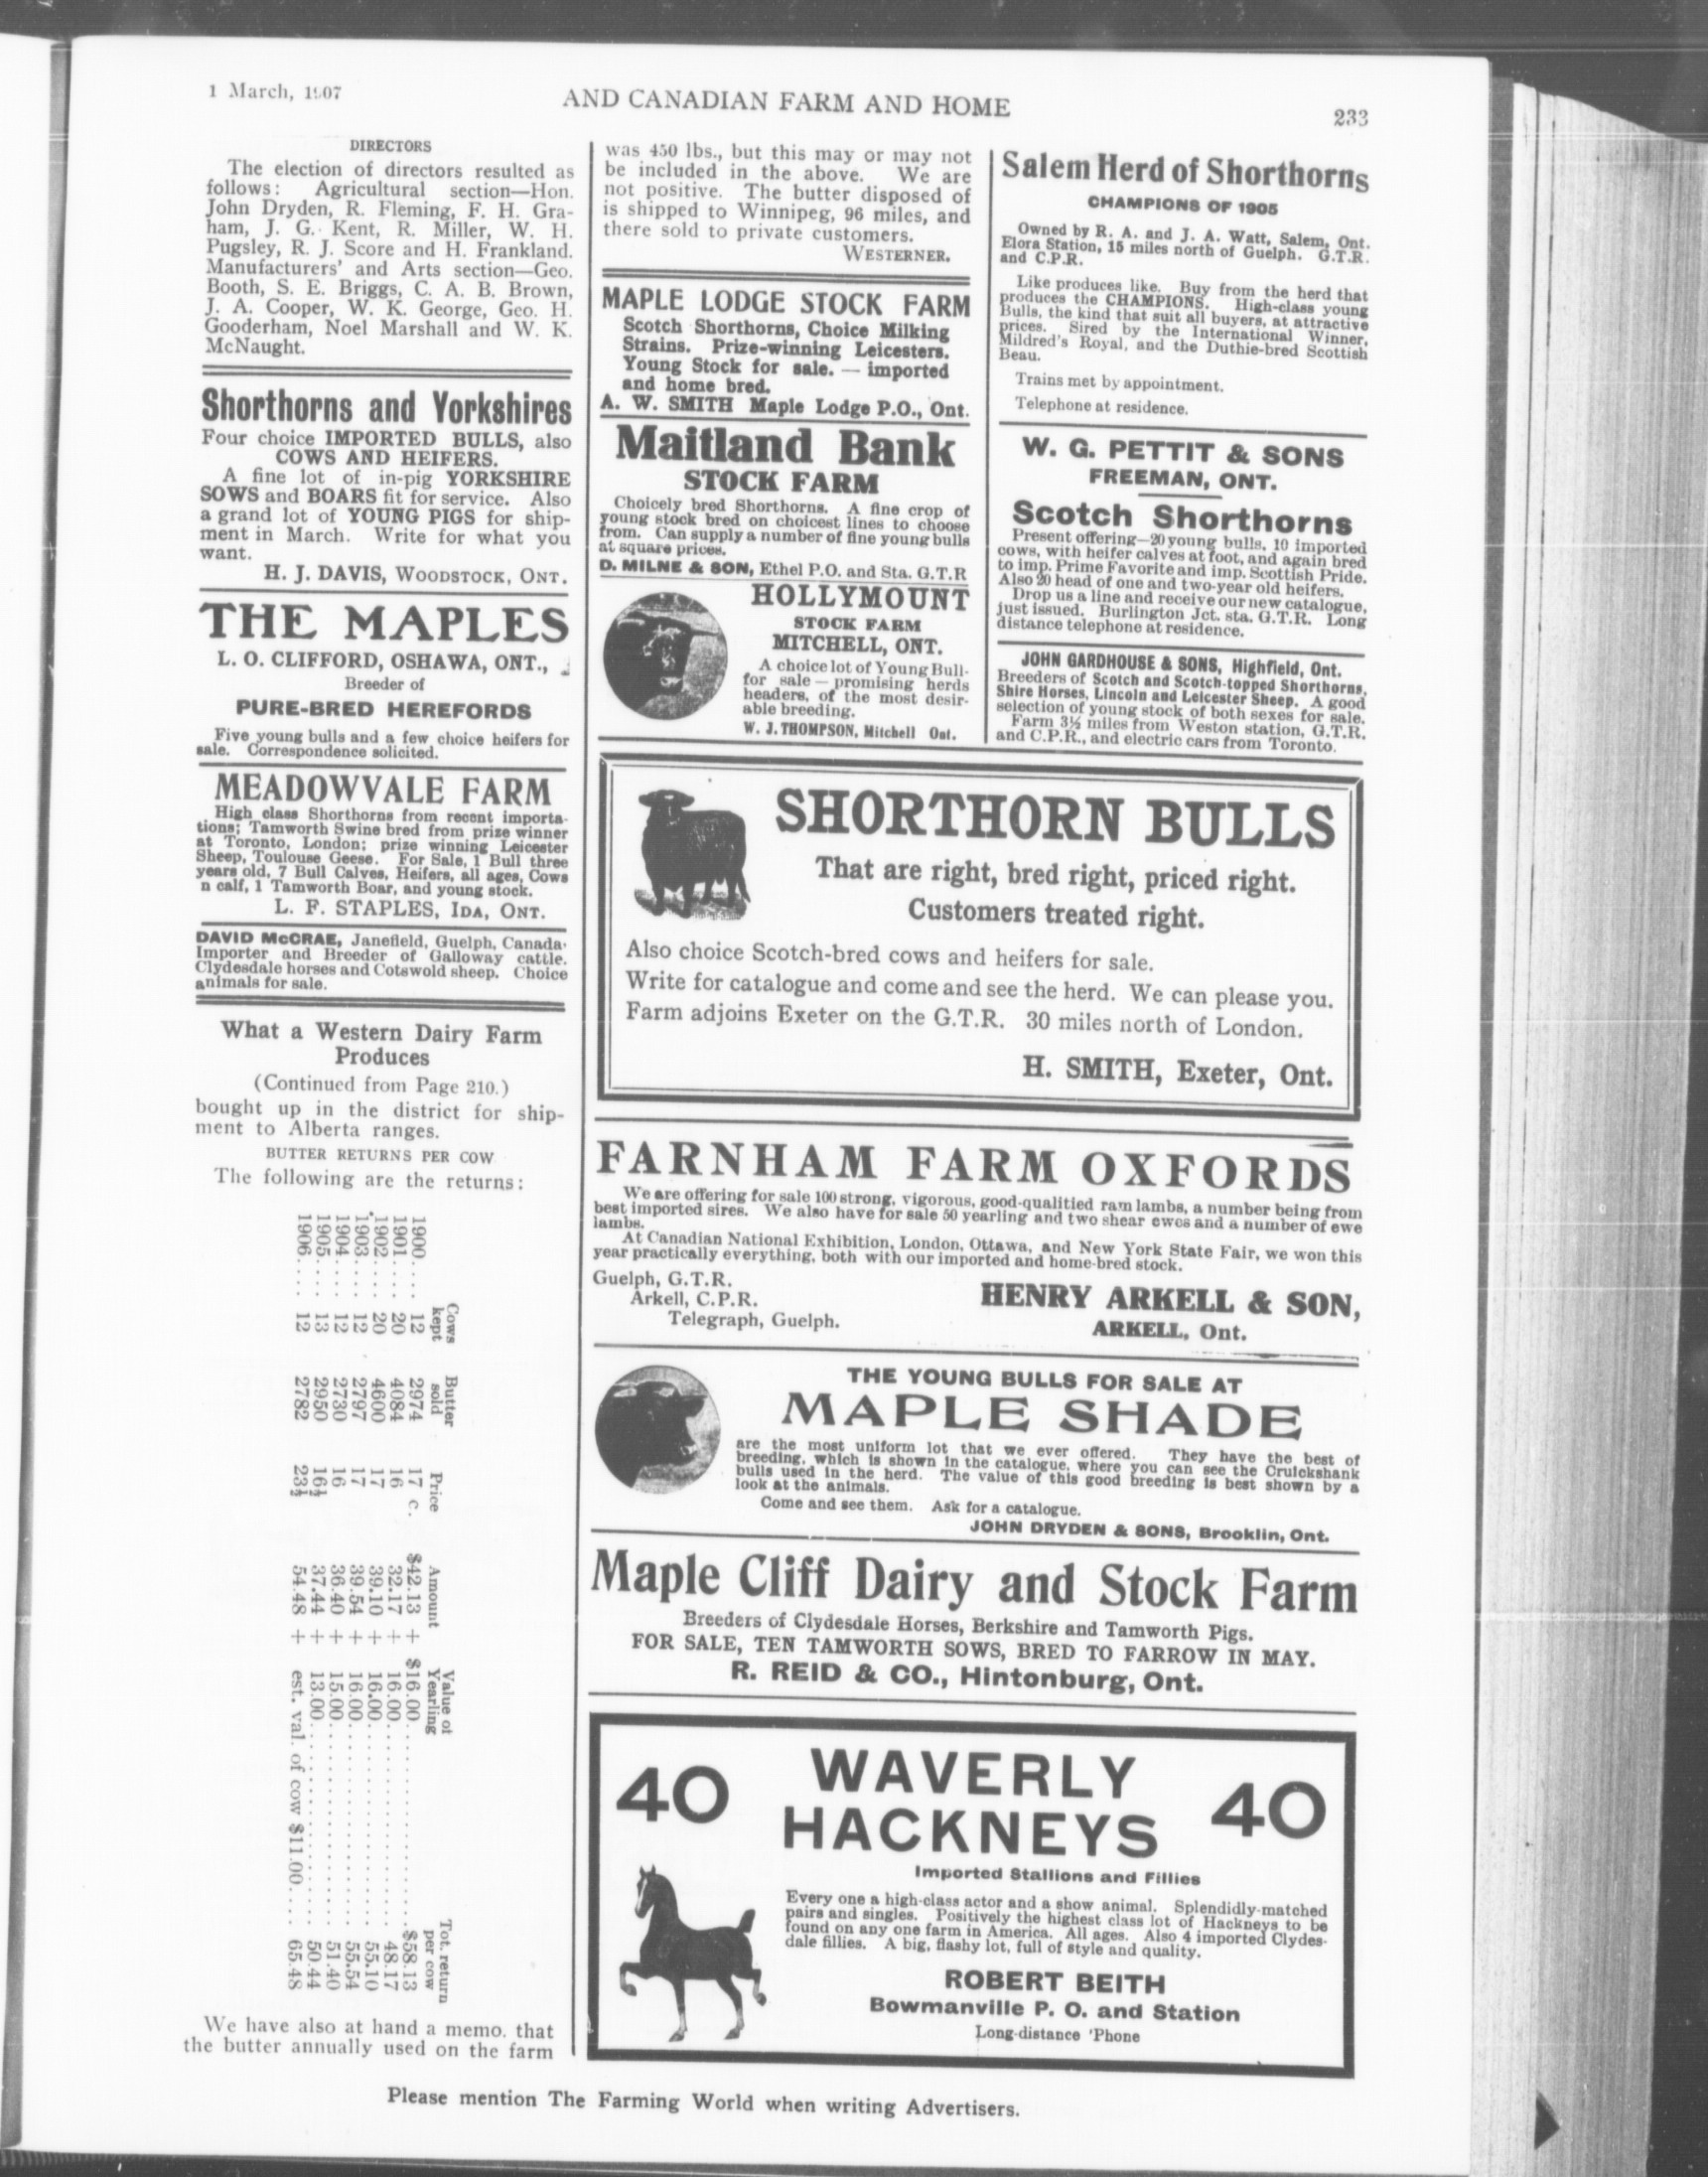 1 March, 1907
AND CANADIAN FARM AND HOME
233
DIRECTORS
The election of directors resulted as
follows: Agricultural section—Hon.
John Dryden, R. Fleming, F. H. Gra-
ham, J. G. Kent, R. Miller, W. H.
Pugsley, R. J. Score and H. Frankland.
Manufacturers' and Arts section—Geo.
Booth, S. E. Briggs, C. A. B. Brown,
J. A. Cooper, W. K. George, Geo. H.
Gooderham, Noel Marshall and W. K.
McNaught.
Shorthorns and Yorkshires
Four choice IMPORTED BULLS, also
COWS AND HEIFERS.
A fine lot of in-pig YORKSHIRE
SOWS and BOARS fit for service. Also
a grand lot of YOUNG PIGS for ship-
ment in March. Write for what you
want.
H. J. DAVIS, WOODSTOCK, ONT.
THE MAPLES
L. O. CLIFFORD, OSHAWA, ONT.,
Breeder of
PURE-BRED HEREFORDS
Five young bulls and a few choice heifers for
sale. Correspondence solicited.
MEADOWVALE FARM
High class Shorthorns from recent importa-
tions; Tamworth Swine bred from prize winner
at Toronto, London; prize winning Leicester
Sheep, Toulouse Geese. For Sale, 1 Bull three
years old, 7 Bull Calves, Heifers, all ages, Cows
n calf, 1 Tamworth Boar, and young stock.
L. F. STAPLES, IDA, ONT.
DAVID McCRAE, Janefield, Guelph, Canada.
Importer and Breeder of Galloway cattle.
Clydesdale horses and Cotswold sheep. Choice
animals for sale.
What a Western Dairy Farm
Produces
(Continued from Page 210.)
bought up in the district for ship-
ment to Alberta ranges.
BUTTER RETURNS PER COW
The following are the returns:
Cows kept Butter sold Price Amount Value of Yearling Tot. return per cow
1900.... 12 2974 17 c. $42.13 + $16.00........$58.13
1901.... 20 4084 16 32.17 + 16.00........ 48.17
1902.... 20 4600 17 39.10 + 16.00........ 55.10
1903.... 12 2797 17 39.54 + 16.00........ 55.54
1904.... 12 2730 16 36.40 + 15.00........ 51.40
1905.... 13 2950 16½ 37.44 + 13.00........ 50.44
1906.... 12 2782 23½ 54.48 + est. val. of cow $11.00.... 65.48
We have also at hand a memo. that
the butter annually used on the farm
was 450 lbs., but this may or may not
be included in the above. We are
not positive. The butter disposed of
is shipped to Winnipeg, 96 miles, and
there sold to private customers.
WESTERNER.
MAPLE LODGE STOCK FARM
Scotch Shorthorns, Choice Milking
Strains. Prize-winning Leicesters.
Young Stock for sale. — imported
and home bred.
A. W. SMITH Maple Lodge P.O., Ont.
Maitland Bank
STOCK FARM
Choicely bred Shorthorns. A fine crop of
young stock bred on choicest lines to choose
from. Can supply a number of fine young bulls
at square prices.
D. MILNE & SON, Ethel P.O. and Sta. G.T.R
HOLLYMOUNT
STOCK FARM
MITCHELL, ONT.
A choice lot of Young Bull-
for sale — promising herds
headers, of the most desir-
able breeding.
W. J. THOMPSON, Mitchell Ont.
Salem Herd of Shorthorns
CHAMPIONS OF 1905
Owned by R. A. and J. A. Watt, Salem, Ont.
Elora Station, 15 miles north of Guelph. G.T.R.
and C.P.R.
Like produces like. Buy from the herd that
produces the CHAMPIONS. High-class young
Bulls, the kind that suit all buyers, at attractive
prices. Sired by the International Winner,
Mildred's Royal, and the Duthie-bred Scottish
Beau.
Trains met by appointment.
Telephone at residence.
W. G. PETTIT & SONS
FREEMAN, ONT.
Scotch Shorthorns
Present offering—20 young bulls, 10 imported
cows, with heifer calves at foot, and again bred
to imp. Prime Favorite and imp. Scottish Pride.
Also 20 head of one and two-year old heifers.
Drop us a line and receive our new catalogue,
just issued. Burlington Jct. sta. G.T.R. Long
distance telephone at residence.
JOHN GARDHOUSE & SONS, Highfield, Ont.
Breeders of Scotch and Scotch-topped Shorthorns,
Shire Horses, Lincoln and Leicester Sheep. A good
selection of young stock of both sexes for sale.
Farm 3½ miles from Weston station, G.T.R.
and C.P.R., and electric cars from Toronto.
SHORTHORN BULLS
That are right, bred right, priced right.
Customers treated right.
Also choice Scotch-bred cows and heifers for sale.
Write for catalogue and come and see the herd. We can please you.
Farm adjoins Exeter on the G.T.R. 30 miles north of London.
H. SMITH, Exeter, Ont.
FARNHAM FARM OXFORDS
We are offering for sale 100 strong, vigorous, good-qualitied ram lambs, a number being from
best imported sires. We also have for sale 50 yearling and two shear ewes and a number of ewe
lambs.
At Canadian National Exhibition, London, Ottawa, and New York State Fair, we won this
year practically everything, both with our imported and home-bred stock.
Guelph, G.T.R.
Arkell, C.P.R.
Telegraph, Guelph.
HENRY ARKELL & SON,
ARKELL, Ont.
THE YOUNG BULLS FOR SALE AT
MAPLE SHADE
are the most uniform lot that we ever offered. They have the best of
breeding, which is shown in the catalogue, where you can see the Cruickshank
bulls used in the herd. The value of this good breeding is best shown by a
look at the animals.
Come and see them. Ask for a catalogue.
JOHN DRYDEN & SONS, Brooklin, Ont.
Maple Cliff Dairy and Stock Farm
Breeders of Clydesdale Horses, Berkshire and Tamworth Pigs.
FOR SALE, TEN TAMWORTH SOWS, BRED TO FARROW IN MAY.
R. REID & CO., Hintonburg, Ont.
40 WAVERLY 40
HACKNEYS
Imported Stallions and Fillies
Every one a high-class actor and a show animal. Splendidly-matched
pairs and singles. Positively the highest class lot of Hackneys to be
found on any one farm in America. All ages. Also 4 imported Clydes-
dale fillies. A big, flashy lot, full of style and quality.
ROBERT BEITH
Bowmanville P. O. and Station
Long-distance 'Phone
Please mention The Farming World when writing Advertisers.